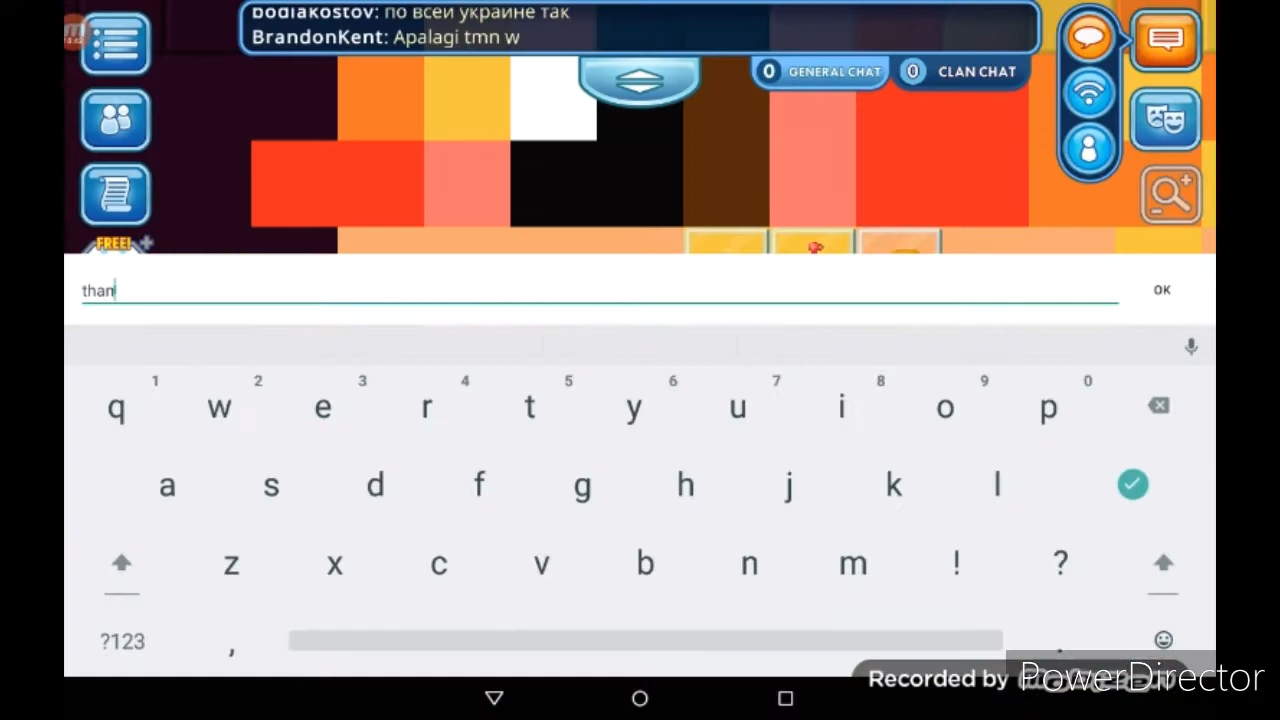 bodiakostov: по всей украине так
BrandonKent: Apalagi tmn w
0 GENERAL CHAT 0 CLAN CHAT
FREE!
than
OK
1 2 3 4 5 6 7 8 9 0
q w e r t y u i o p
a s d f g h j k l
z x c v b n m ! ?
?123 , .
Recorded by
PowerDirector